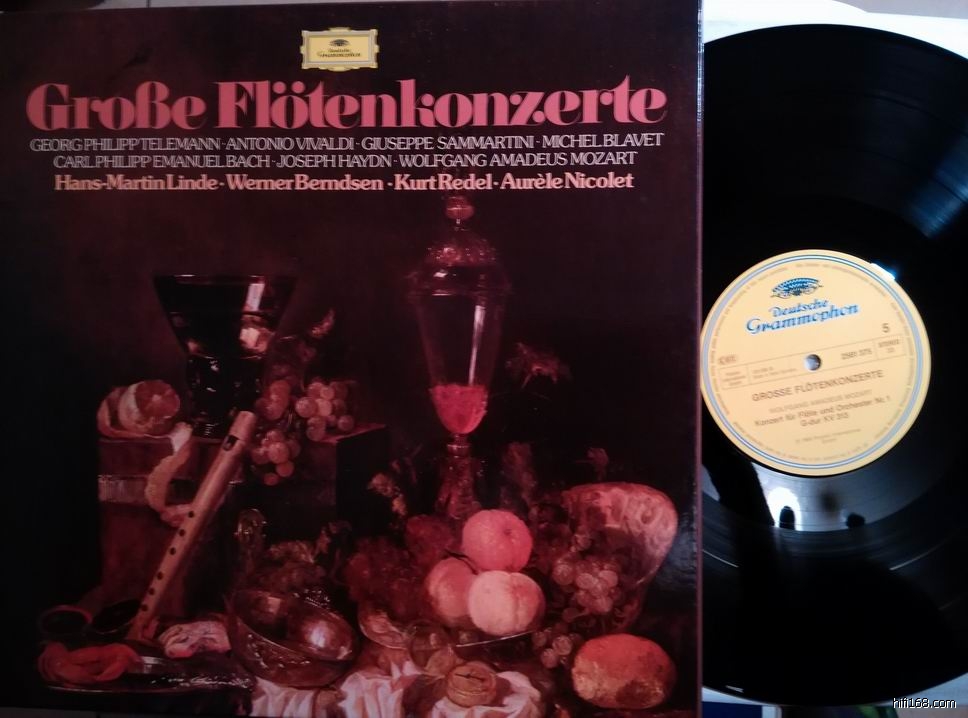 Deutsche
Grammophon
Große Flötenkonzerte
GEORG PHILIPP TELEMANN · ANTONIO VIVALDI · GIUSEPPE SAMMARTINI · MICHEL BLAVET
CARL PHILIPP EMANUEL BACH · JOSEPH HAYDN · WOLFGANG AMADEUS MOZART
Hans-Martin Linde · Werner Berndsen · Kurt Redel · Aurèle Nicolet
Deutsche
Grammophon
5
STEREO
33
GROSSE FLÖTENKONZERTE
WOLFGANG AMADEUS MOZART
Konzert für Flöte und Orchester Nr. 1
G-dur KV 313
hifi168.com